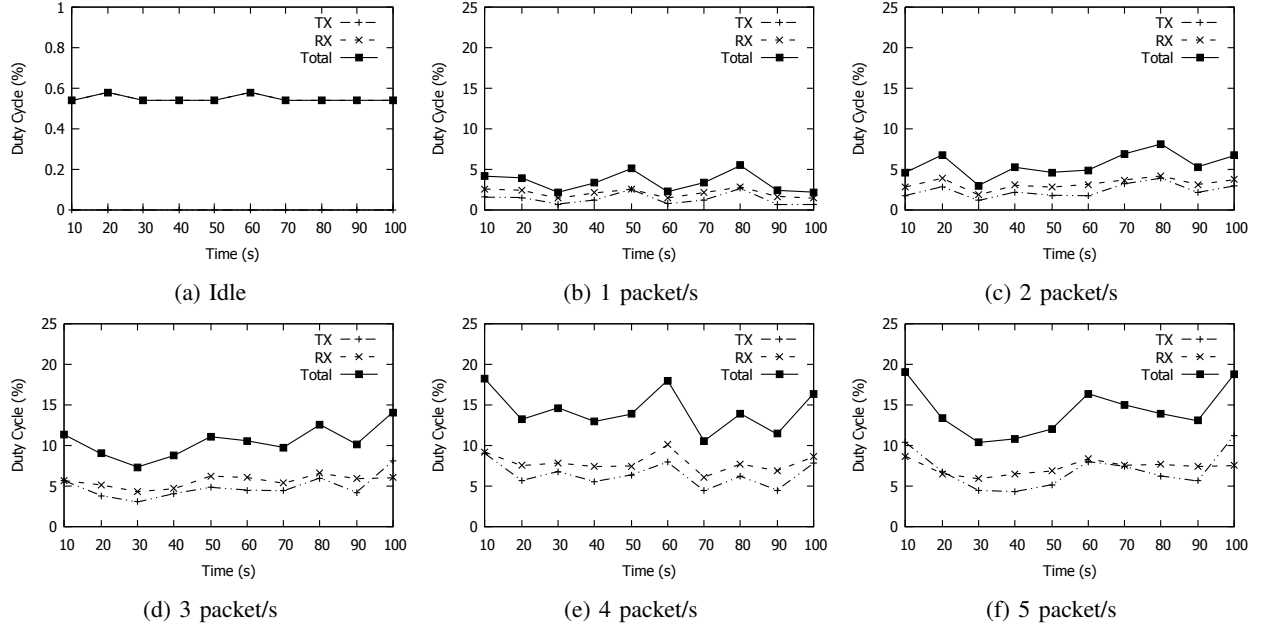 1
0.8
0.6
0.4
0.2
0
Duty Cycle (%)
10 20 30 40 50 60 70 80 90 100
Time (s)
TX
RX
Total
(a) Idle
25
20
15
10
5
0
Duty Cycle (%)
10 20 30 40 50 60 70 80 90 100
Time (s)
TX
RX
Total
(b) 1 packet/s
25
20
15
10
5
0
Duty Cycle (%)
10 20 30 40 50 60 70 80 90 100
Time (s)
TX
RX
Total
(c) 2 packet/s
25
20
15
10
5
0
Duty Cycle (%)
10 20 30 40 50 60 70 80 90 100
Time (s)
TX
RX
Total
(d) 3 packet/s
25
20
15
10
5
0
Duty Cycle (%)
10 20 30 40 50 60 70 80 90 100
Time (s)
TX
RX
Total
(e) 4 packet/s
25
20
15
10
5
0
Duty Cycle (%)
10 20 30 40 50 60 70 80 90 100
Time (s)
TX
RX
Total
(f) 5 packet/s